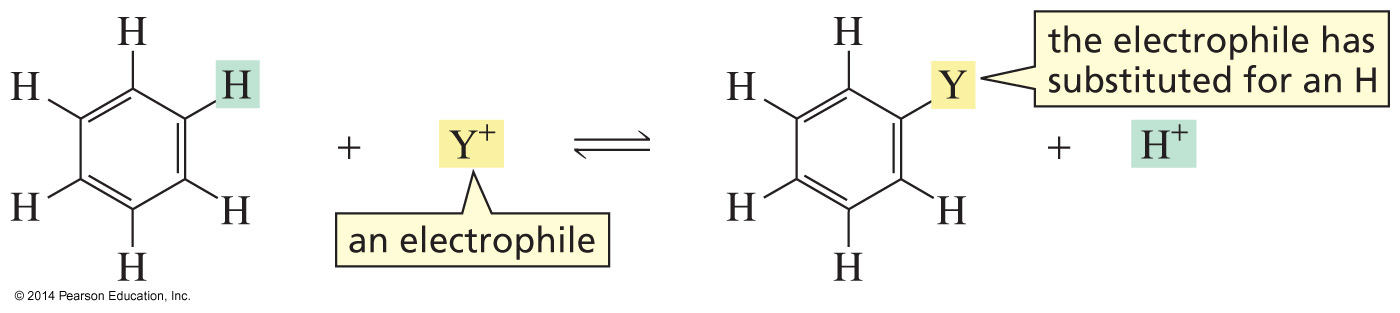 H
H
H
H
H
H
+
Y+
an electrophile
H
H
Y
H
H
H
the electrophile has
substituted for an H
+
H+
© 2014 Pearson Education, Inc.